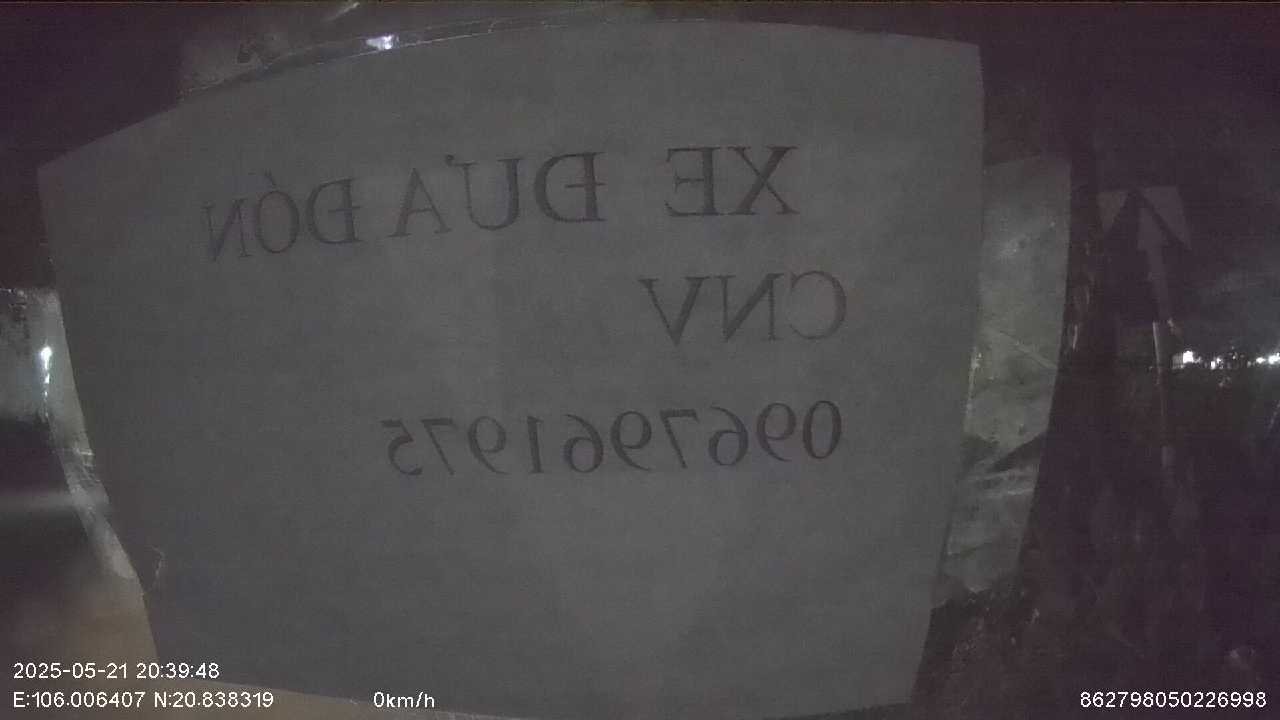 XE ĐƯA ĐÓN
CNV
0967961975
2025-05-21 20:39:48
E:106.006407 N:20.838319 0km/h
862798050226998